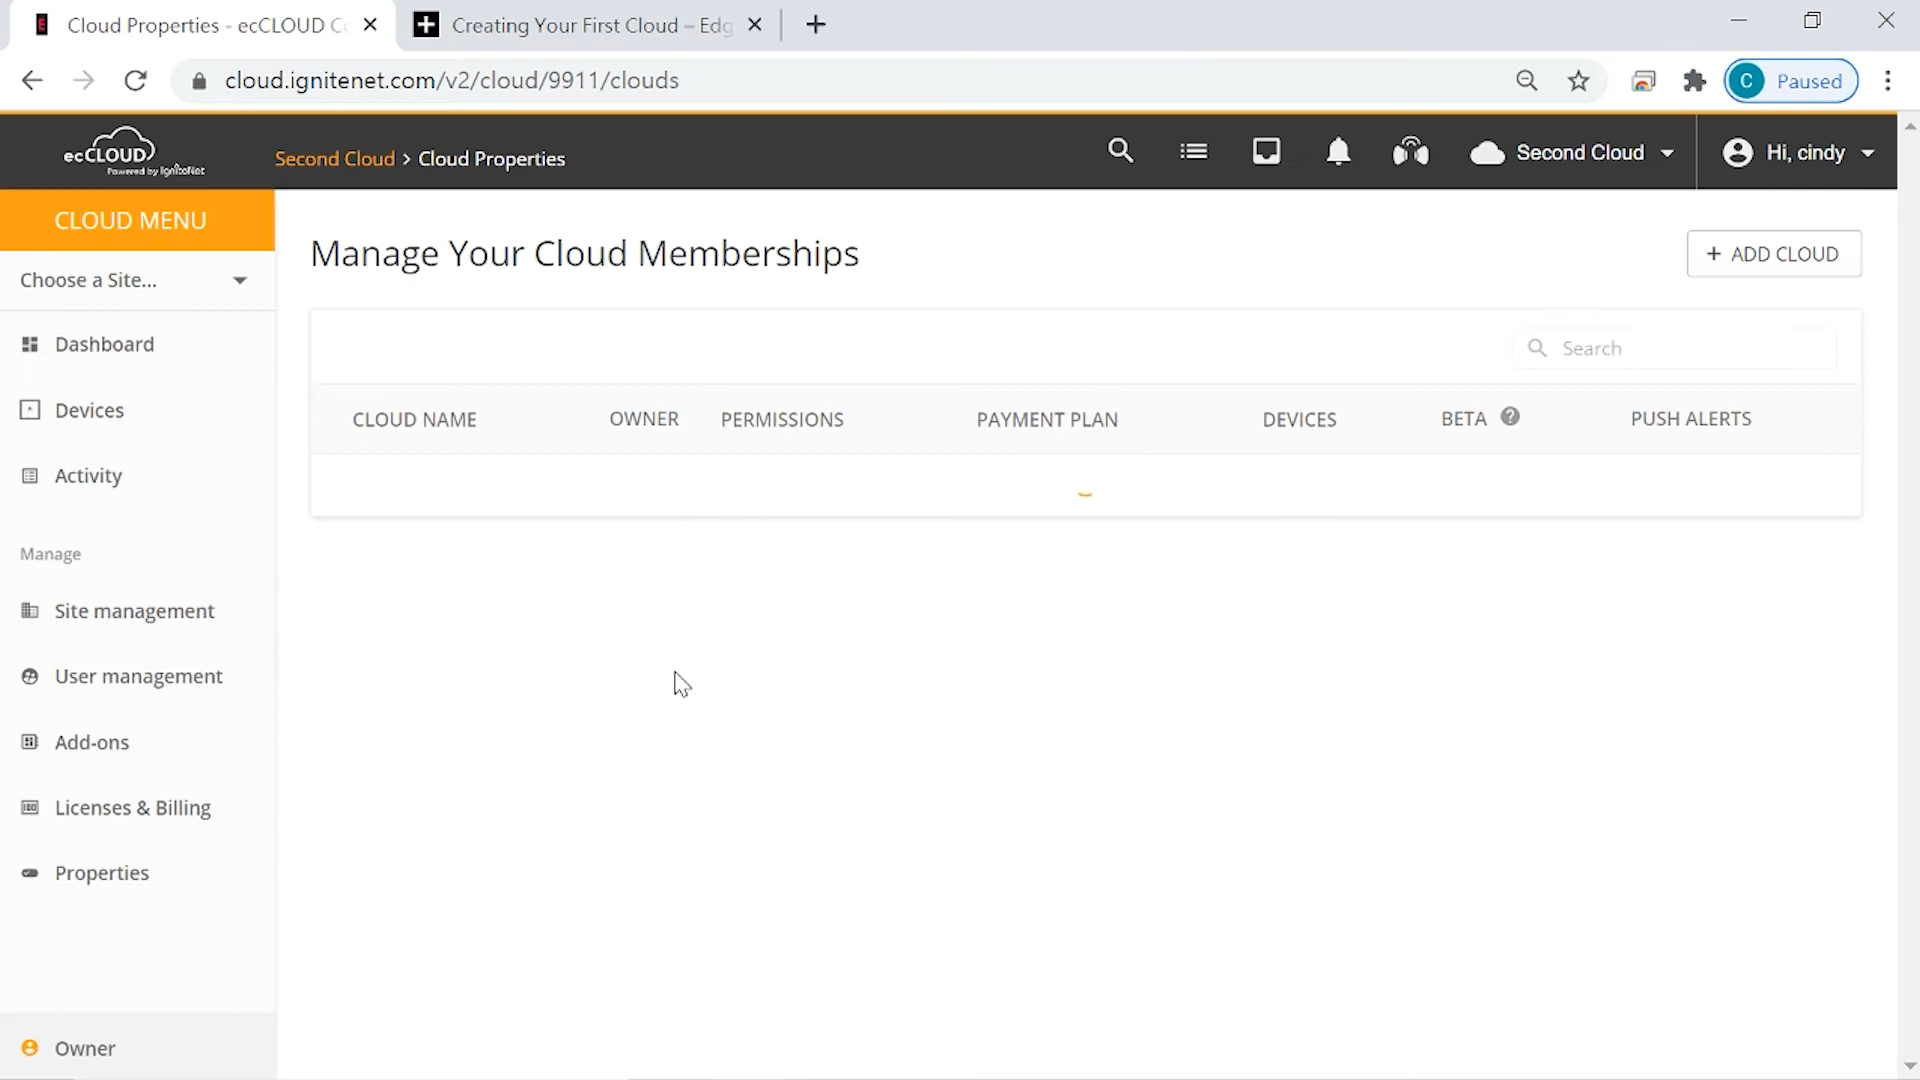 Cloud Properties - ecCLOUD C
Creating Your First Cloud – Edg
cloud.ignitenet.com/v2/cloud/9911/clouds
C
Paused
ecCLOUD
Powered by IgniteNet
Second Cloud > Cloud Properties
Second Cloud
Hi, cindy
CLOUD MENU
Choose a Site...
Dashboard
Devices
Activity
Manage
Site management
User management
Add-ons
Licenses & Billing
Properties
Owner
Manage Your Cloud Memberships
+ ADD CLOUD
Search
CLOUD NAME OWNER PERMISSIONS PAYMENT PLAN DEVICES BETA ? PUSH ALERTS